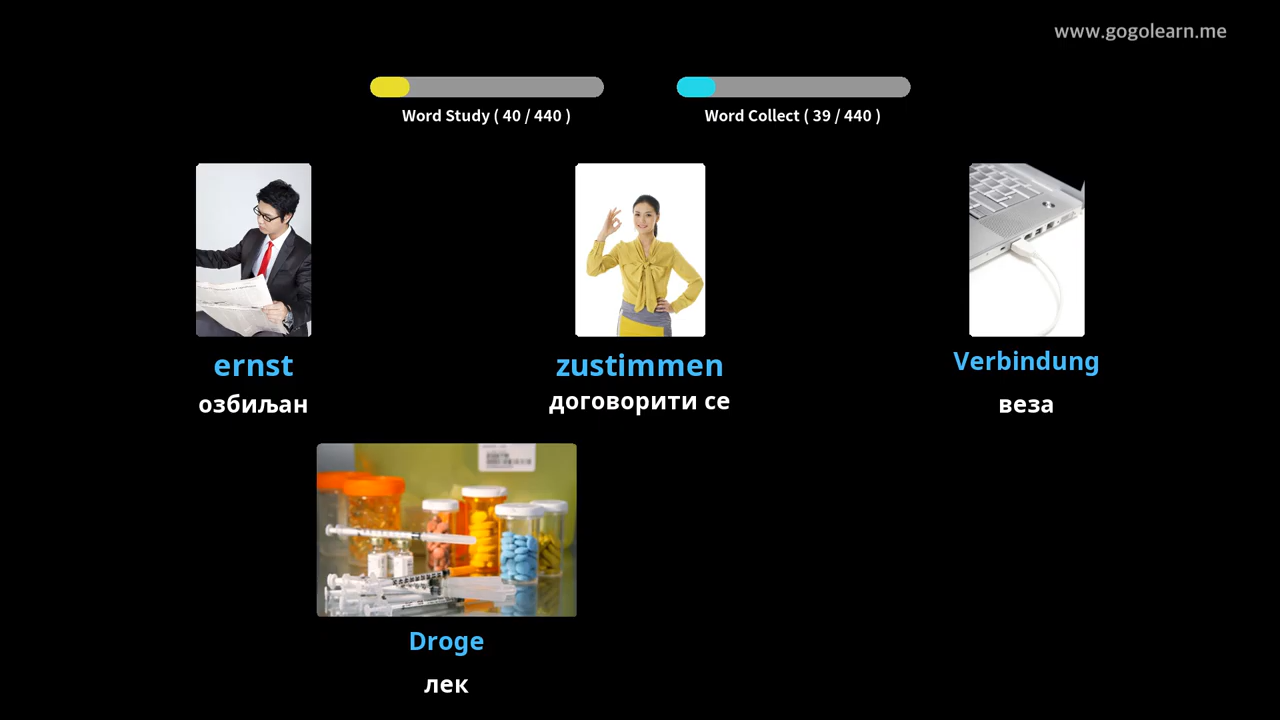 www.gogolearn.me
Word Study ( 40 / 440 )
Word Collect ( 39 / 440 )
ernst
озбиљан
zustimmen
договорити се
Verbindung
веза
Droge
лек